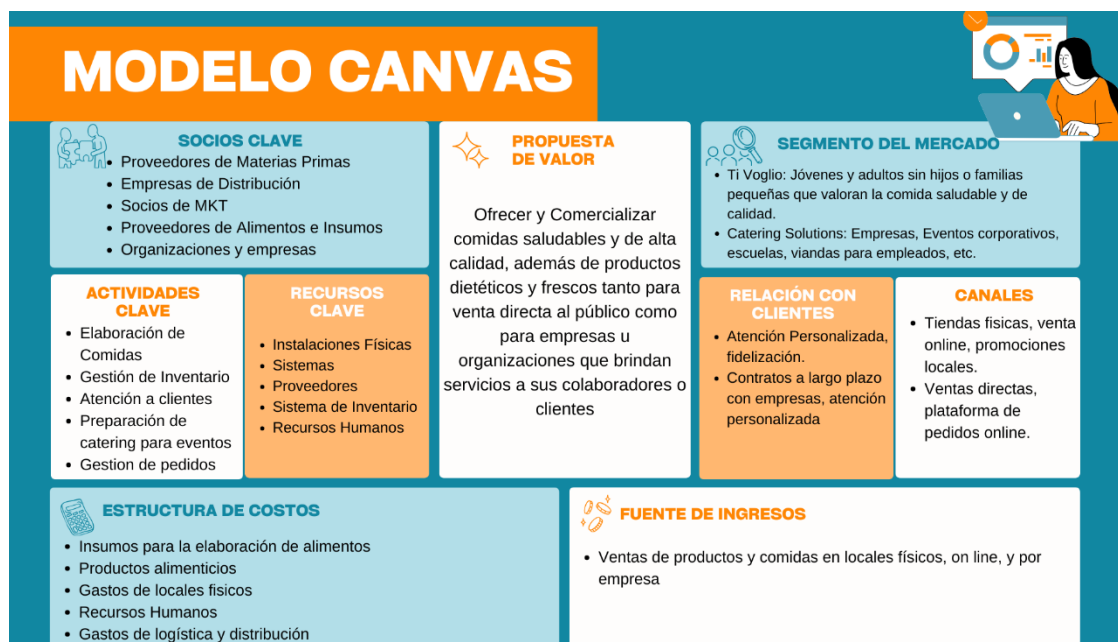 MODELO CANVAS
SOCIOS CLAVE
• Proveedores de Materias Primas
• Empresas de Distribución
• Socios de MKT
• Proveedores de Alimentos e Insumos
• Organizaciones y empresas
ACTIVIDADES
CLAVE
• Elaboración de
Comidas
• Gestión de Inventario
• Atención a clientes
• Preparación de
catering para eventos
• Gestion de pedidos
RECURSOS
CLAVE
• Instalaciones Físicas
• Sistemas
• Proveedores
• Sistema de Inventario
• Recursos Humanos
PROPUESTA
DE VALOR
Ofrecer y Comercializar
comidas saludables y de alta
calidad, además de productos
dietéticos y frescos tanto para
venta directa al público como
para empresas u
organizaciones que brindan
servicios a sus colaboradores o
clientes
SEGMENTO DEL MERCADO
• Ti Voglio: Jóvenes y adultos sin hijos o familias
pequeñas que valoran la comida saludable y de
calidad.
• Catering Solutions: Empresas, Eventos corporativos,
escuelas, viandas para empleados, etc.
RELACIÓN CON
CLIENTES
• Atención Personalizada,
fidelización.
• Contratos a largo plazo
con empresas, atención
personalizada
CANALES
• Tiendas fisicas, venta
online, promociones
locales.
• Ventas directas,
plataforma de
pedidos online.
ESTRUCTURA DE COSTOS
• Insumos para la elaboración de alimentos
• Productos alimenticios
• Gastos de locales fisicos
• Recursos Humanos
• Gastos de logística y distribución
FUENTE DE INGRESOS
• Ventas de productos y comidas en locales físicos, on line, y por
empresa